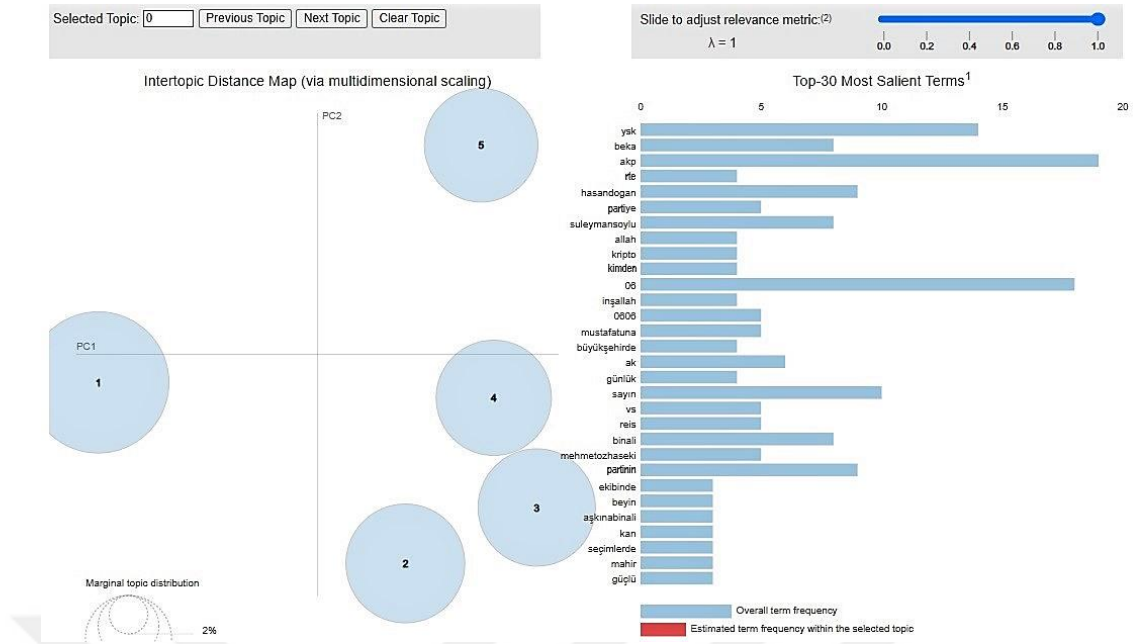 Selected Topic: 0 Previous Topic Next Topic Clear Topic
Slide to adjust relevance metric:(2)
λ = 1
0.0 0.2 0.4 0.6 0.8 1.0
Intertopic Distance Map (via multidimensional scaling)
PC2
PC1
5
1
4
3
2
Marginal topic distribution
2%
Top-30 Most Salient Terms1
0 5 10 15 20
ysk
beka
akp
rte
hasandogan
partiye
suleymansoylu
allah
kripto
kimden
06
inşallah
0606
mustafatuna
büyükşehirde
ak
günlük
sayın
vs
reis
binali
mehmetozhaseki
partinin
ekibinde
beyin
aşkınabinali
kan
seçimlerde
mahir
güçlü
Overall term frequency
Estimated term frequency within the selected topic